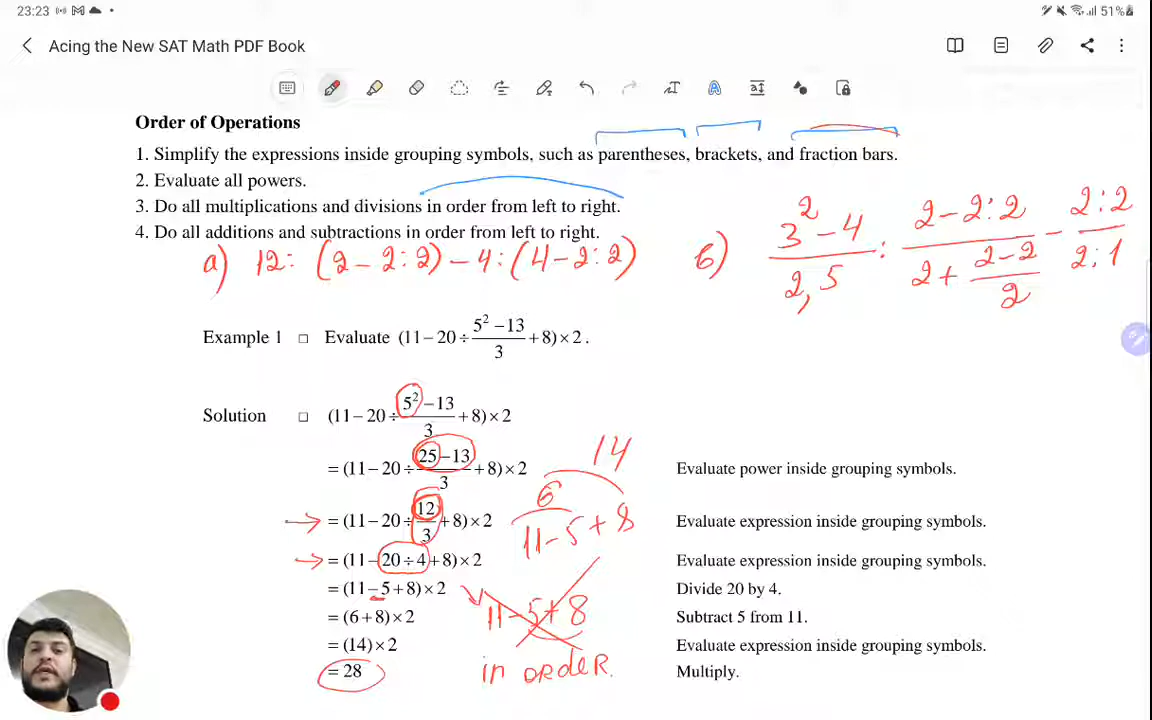 23:23 51%
Acing the New SAT Math PDF Book
Order of Operations
1. Simplify the expressions inside grouping symbols, such as parentheses, brackets, and fraction bars.
2. Evaluate all powers.
3. Do all multiplications and divisions in order from left to right.
4. Do all additions and subtractions in order from left to right.
a) 12 : (2 - 2 : 2) - 4 : (4 - 2 : 2)
б) (3² - 4)/(2,5) : (2 - 2 : 2)/(2 + (2 - 2)/2) - (2 : 2)/(2 : 1)
Example 1 □ Evaluate (11 − 20 ÷ (5² − 13)/3 + 8) × 2.
Solution □ (11 − 20 ÷ (5² − 13)/3 + 8) × 2
= (11 − 20 ÷ (25 − 13)/3 + 8) × 2 Evaluate power inside grouping symbols.
14
= (11 − 20 ÷ 12/3 + 8) × 2 Evaluate expression inside grouping symbols.
6
11 - 5 + 8
= (11 − 20 ÷ 4 + 8) × 2 Evaluate expression inside grouping symbols.
= (11 − 5 + 8) × 2 Divide 20 by 4.
= (6 + 8) × 2 Subtract 5 from 11.
11 - 5 + 8
= (14) × 2 Evaluate expression inside grouping symbols.
= 28 Multiply.
in ORDER.